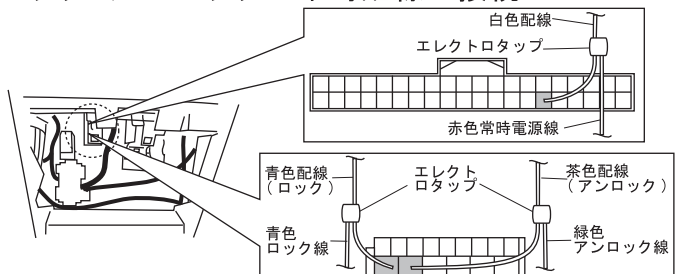 白色配線
エレクトロタップ
赤色常時電源線
青色配線
(ロック)
エレクト
ロタップ
茶色配線
(アンロック)
青色
ロック線
緑色
アンロック線